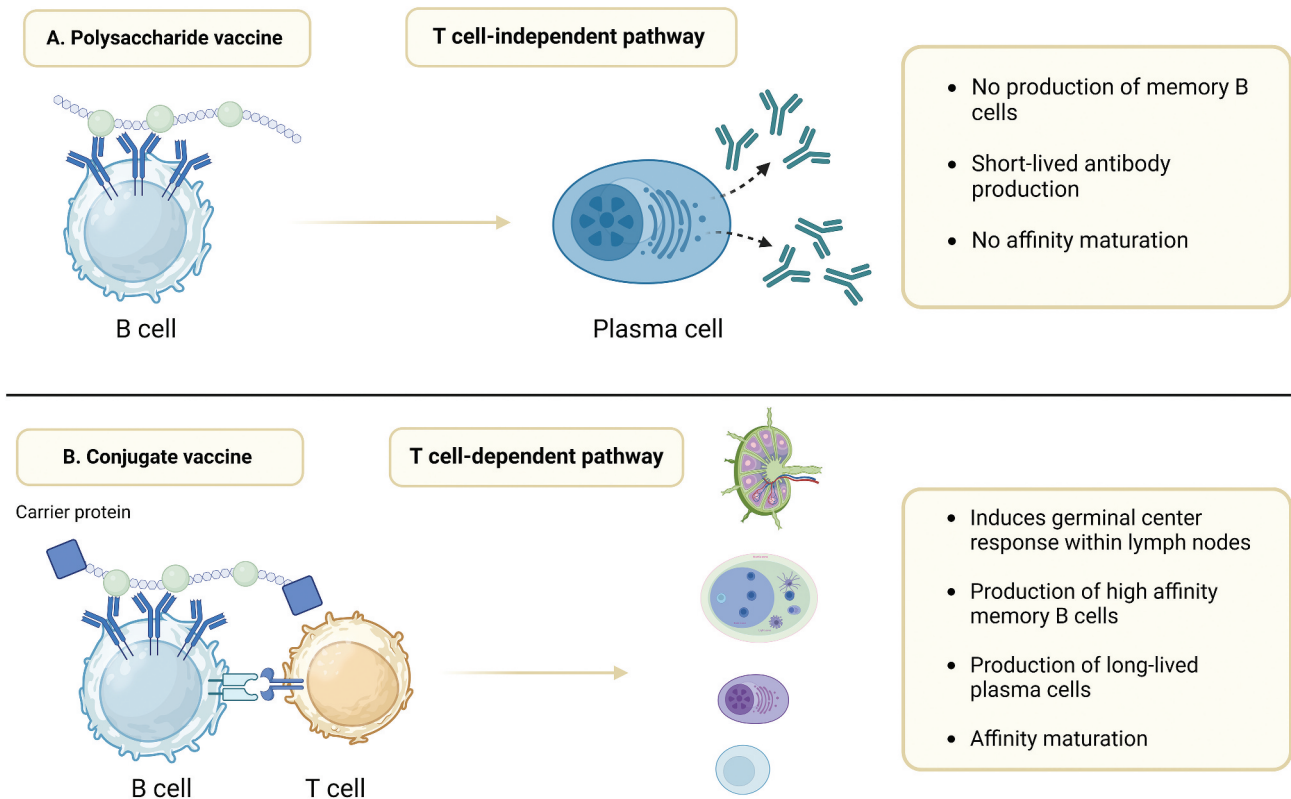 A. Polysaccharide vaccine
T cell-independent pathway
• No production of memory B
cells
• Short-lived antibody
production
• No affinity maturation
B cell
Plasma cell
B. Conjugate vaccine
T cell-dependent pathway
Carrier protein
• Induces germinal center
response within lymph nodes
• Production of high affinity
memory B cells
• Production of long-lived
plasma cells
• Affinity maturation
B cell
T cell